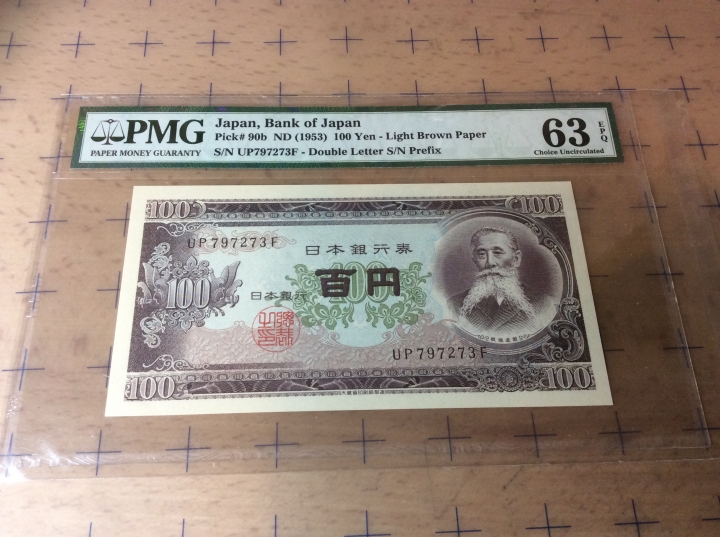 PMG
PAPER MONEY GUARANTY
Japan, Bank of Japan
Pick# 90b ND (1953) 100 Yen - Light Brown Paper
S/N UP797273F - Double Letter S/N Prefix
63 EPQ
Choice Uncirculated
100 100
UP797273F
日本銀行券
100
百円
100
日本銀行
UP797273F
100 100